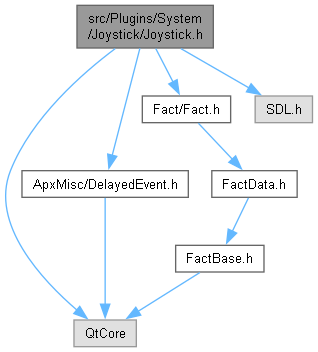 src/Plugins/System
/Joystick/Joystick.h
Fact/Fact.h
SDL.h
ApxMisc/DelayedEvent.h
FactData.h
FactBase.h
QtCore